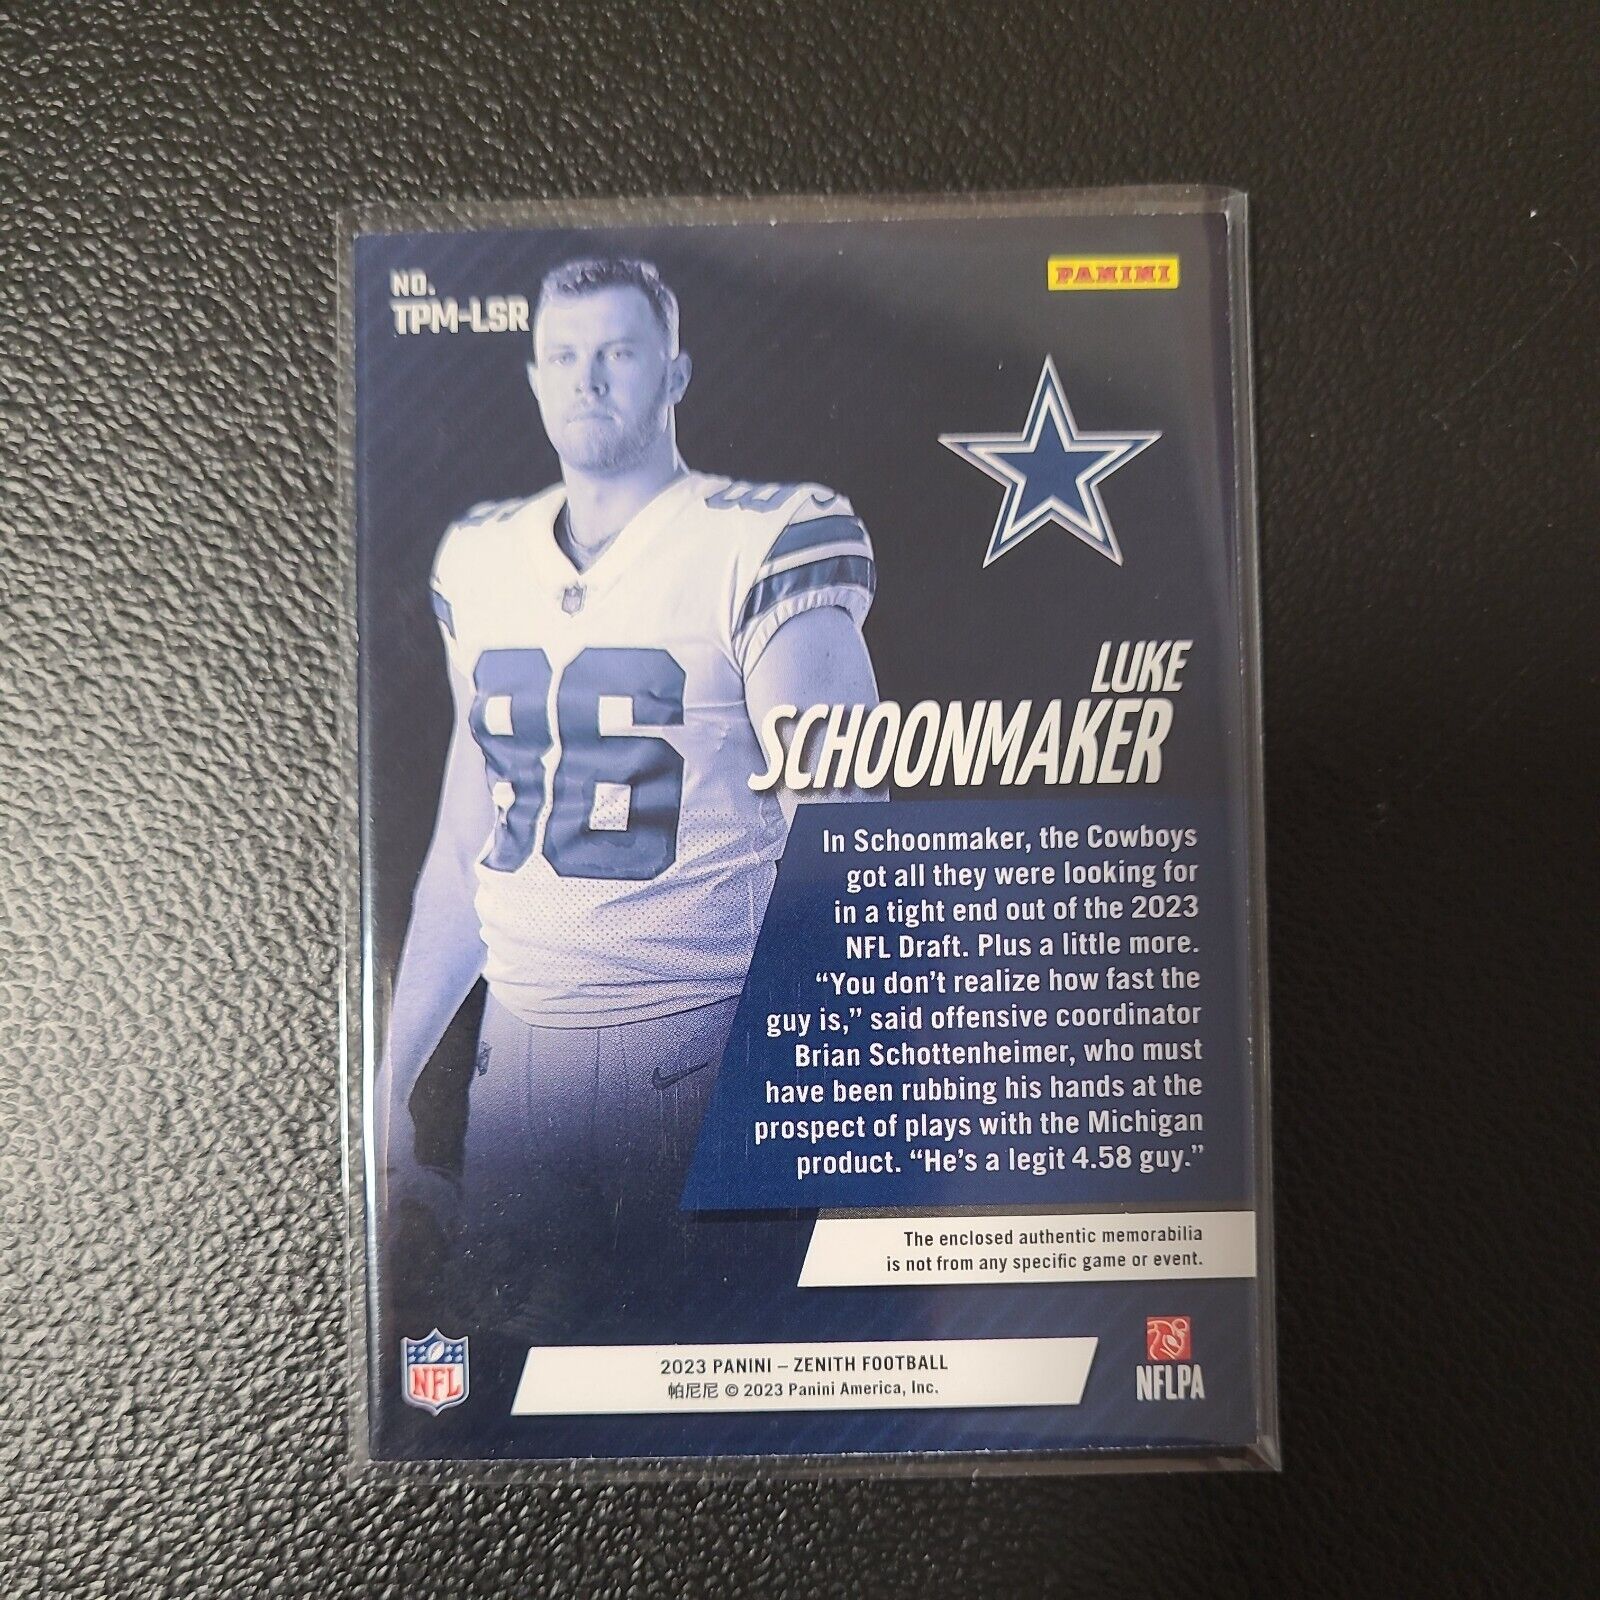 NO.
TPM-LSR
PANINI
86
LUKE
SCHOONMAKER
In Schoonmaker, the Cowboys
got all they were looking for
in a tight end out of the 2023
NFL Draft. Plus a little more.
“You don’t realize how fast the
guy is,” said offensive coordinator
Brian Schottenheimer, who must
have been rubbing his hands at the
prospect of plays with the Michigan
product. “He’s a legit 4.58 guy.”
The enclosed authentic memorabilia
is not from any specific game or event.
NFL
2023 PANINI – ZENITH FOOTBALL
帕尼尼 © 2023 Panini America, Inc.
NFLPA